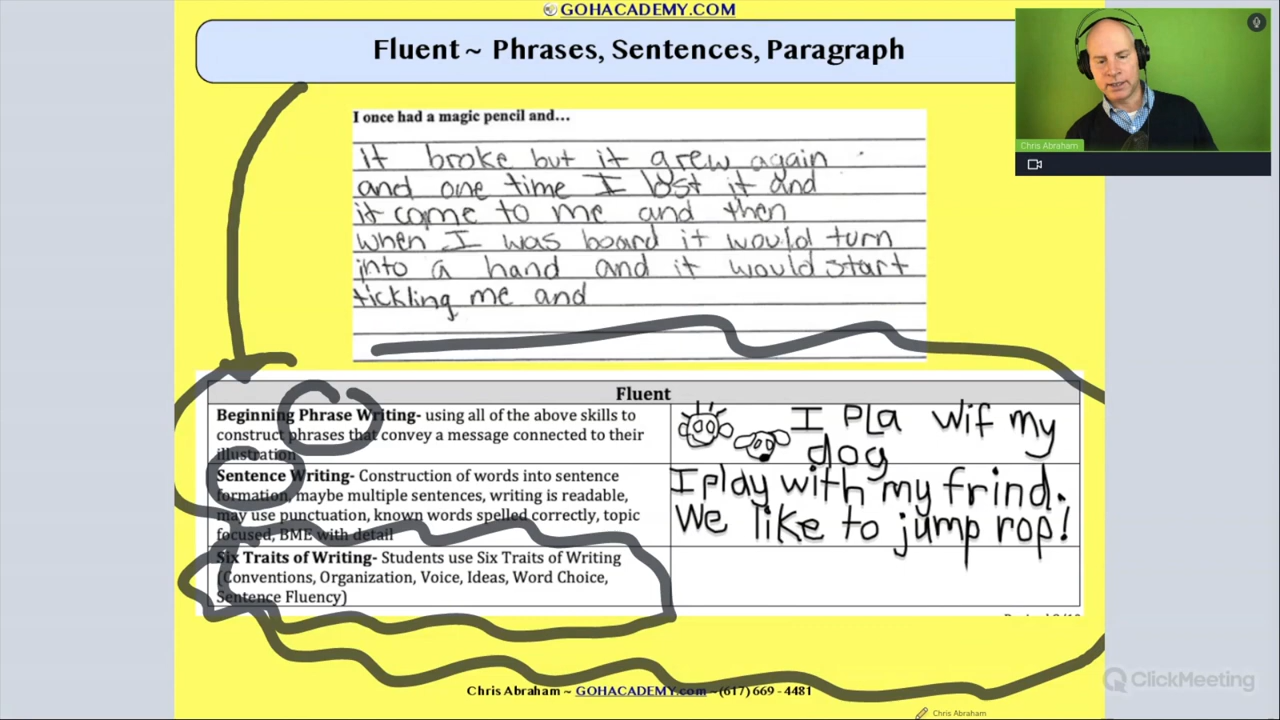 GOHACADEMY.COM
Fluent ~ Phrases, Sentences, Paragraph
Chris Abraham
I once had a magic pencil and...
it broke but it grew again
and one time I lost it and
it came to me and then
when I was board it would turn
into a hand and it would start
tickling me and
Fluent
Beginning Phrase Writing- using all of the above skills to
construct phrases that convey a message connected to their
illustration
I PLa wif my
dog
Sentence Writing- Construction of words into sentence
formation, maybe multiple sentences, writing is readable,
may use punctuation, known words spelled correctly, topic
focused, BME with detail
I play with my frind.
We like to jump rop!
Six Traits of Writing- Students use Six Traits of Writing
(Conventions, Organization, Voice, Ideas, Word Choice,
Sentence Fluency)
Chris Abraham ~ GOHACADEMY.com ~(617) 669 - 4481
ClickMeeting
Chris Abraham